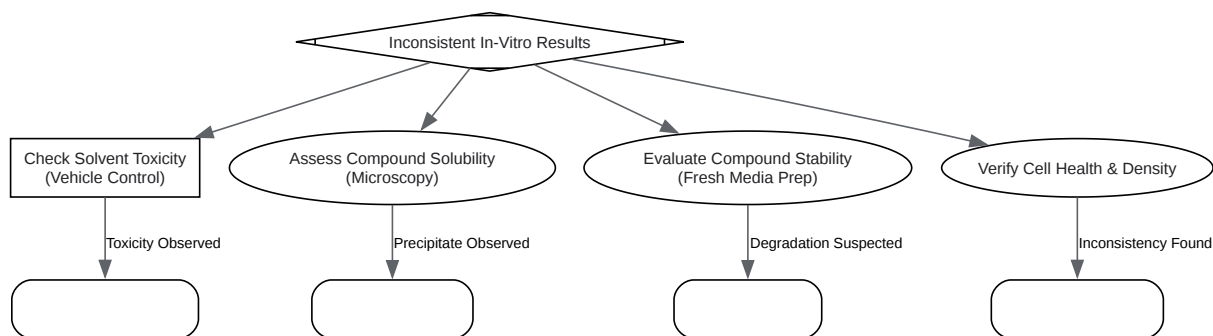 Inconsistent In-Vitro Results
Check Solvent Toxicity
(Vehicle Control)
Assess Compound Solubility
(Microscopy)
Evaluate Compound Stability
(Fresh Media Prep)
Verify Cell Health & Density
Toxicity Observed
Precipitate Observed
Degradation Suspected
Inconsistency Found